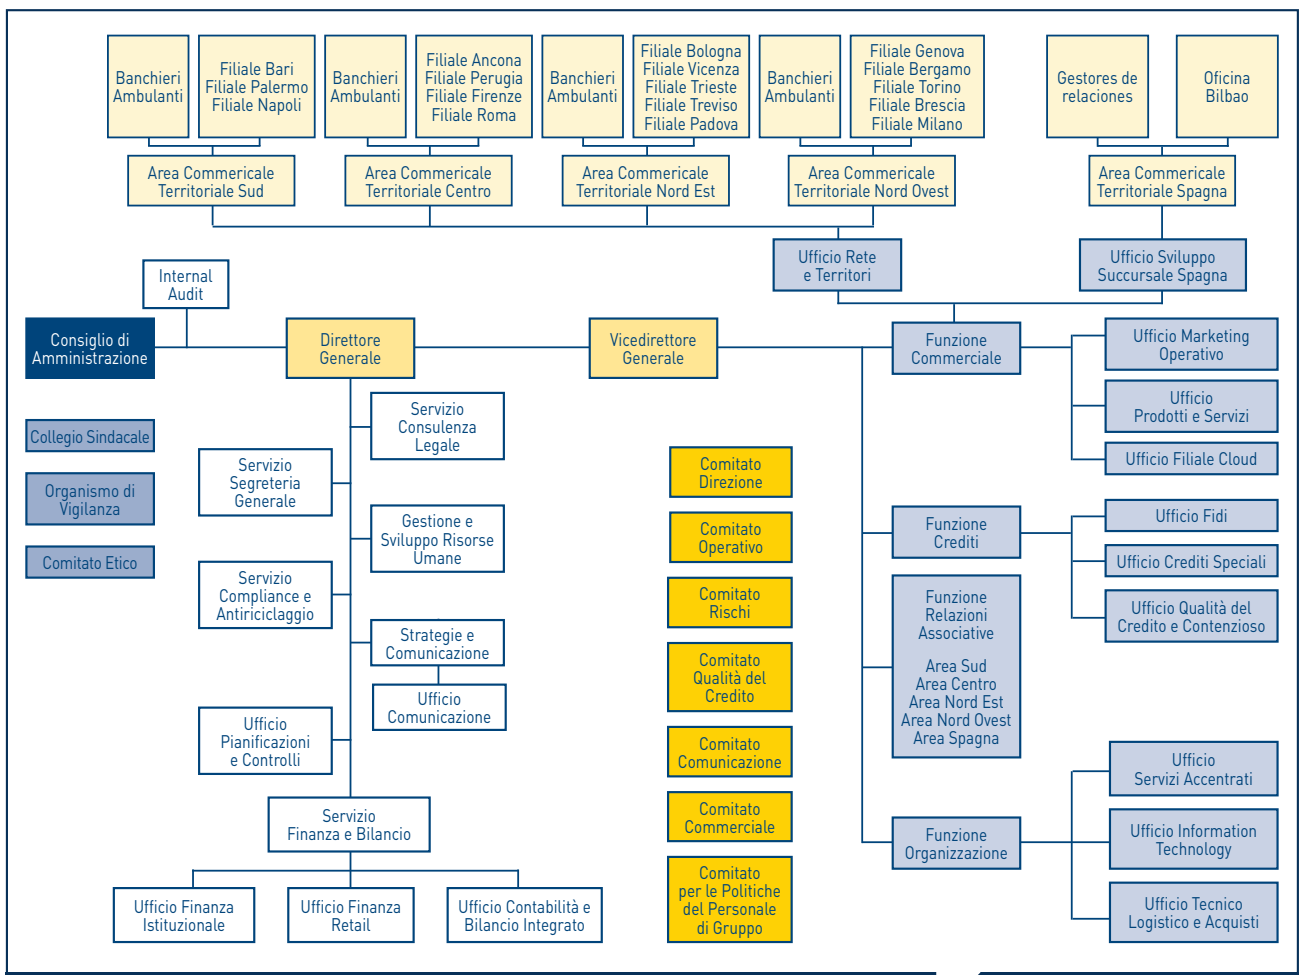 Banchieri
Ambulanti
Filiale Bari
Filiale Palermo
Filiale Napoli
Banchieri
Ambulanti
Filiale Ancona
Filiale Perugia
Filiale Firenze
Filiale Roma
Banchieri
Ambulanti
Filiale Bologna
Filiale Vicenza
Filiale Trieste
Filiale Treviso
Filiale Padova
Banchieri
Ambulanti
Filiale Genova
Filiale Bergamo
Filiale Torino
Filiale Brescia
Filiale Milano
Gestores de
relaciones
Oficina
Bilbao
Area Commericale
Territoriale Sud
Area Commericale
Territoriale Centro
Area Commericale
Territoriale Nord Est
Area Commericale
Territoriale Nord Ovest
Area Commericale
Territoriale Spagna
Ufficio Rete
e Territori
Ufficio Sviluppo
Succursale Spagna
Internal
Audit
Consiglio di
Amministrazione
Direttore
Generale
Vicedirettore
Generale
Funzione
Commerciale
Ufficio Marketing
Operativo
Ufficio
Prodotti e Servizi
Ufficio Filiale Cloud
Collegio Sindacale
Organismo di
Vigilanza
Comitato Etico
Servizio
Consulenza
Legale
Servizio
Segreteria
Generale
Gestione e
Sviluppo Risorse
Umane
Servizio
Compliance e
Antiriciclaggio
Strategie e
Comunicazione
Ufficio
Comunicazione
Ufficio
Pianificazioni
e Controlli
Servizio
Finanza e Bilancio
Ufficio Finanza
Istituzionale
Ufficio Finanza
Retail
Ufficio Contabilità e
Bilancio Integrato
Comitato
Direzione
Comitato
Operativo
Comitato
Rischi
Comitato
Qualità del
Credito
Comitato
Comunicazione
Comitato
Commerciale
Comitato
per le Politiche
del Personale
di Gruppo
Funzione
Crediti
Ufficio Fidi
Ufficio Crediti Speciali
Ufficio Qualità del
Credito e Contenzioso
Funzione
Relazioni
Associative
Area Sud
Area Centro
Area Nord Est
Area Nord Ovest
Area Spagna
Funzione
Organizzazione
Ufficio
Servizi Accentrati
Ufficio Information
Technology
Ufficio Tecnico
Logistico e Acquisti